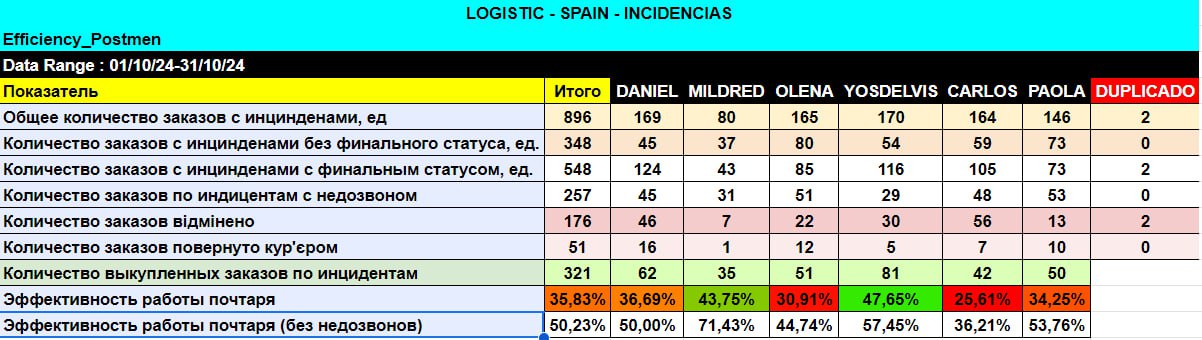 LOGISTIC - SPAIN - INCIDENCIAS
Efficiency_Postmen
Data Range : 01/10/24-31/10/24
Показатель Итого DANIEL MILDRED OLENA YOSDELVIS CARLOS PAOLA DUPLICADO
Общее количество заказов с инцинденами, ед 896 169 80 165 170 164 146 2
Количество заказов с инцинденами без финального статуса, ед. 348 45 37 80 54 59 73 0
Количество заказов с инцинденами с финальным статусом, ед. 548 124 43 85 116 105 73 2
Количество заказов по индицентам с недозвоном 257 45 31 51 29 48 53 0
Количество заказов відмінено 176 46 7 22 30 56 13 2
Количество заказов повернуто кур'єром 51 16 1 12 5 7 10 0
Количество выкупленных заказов по инцидентам 321 62 35 51 81 42 50
Эффективность работы почтаря 35,83% 36,69% 43,75% 30,91% 47,65% 25,61% 34,25%
Эффективность работы почтаря (без недозвонов) 50,23% 50,00% 71,43% 44,74% 57,45% 36,21% 53,76%